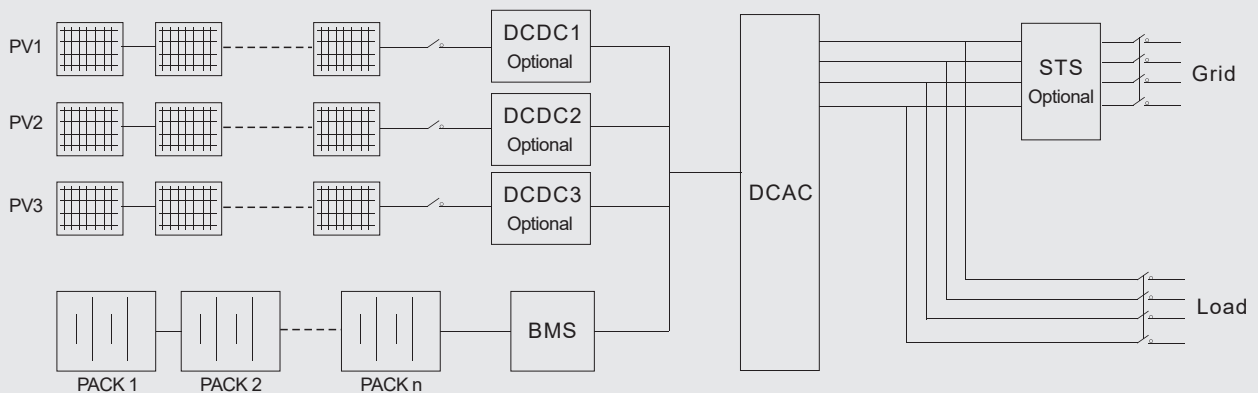 PV1
DCDC1
Optional
PV2
DCDC2
Optional
PV3
DCDC3
Optional
PACK 1
PACK 2
PACK n
BMS
DCAC
STS
Optional
Grid
Load